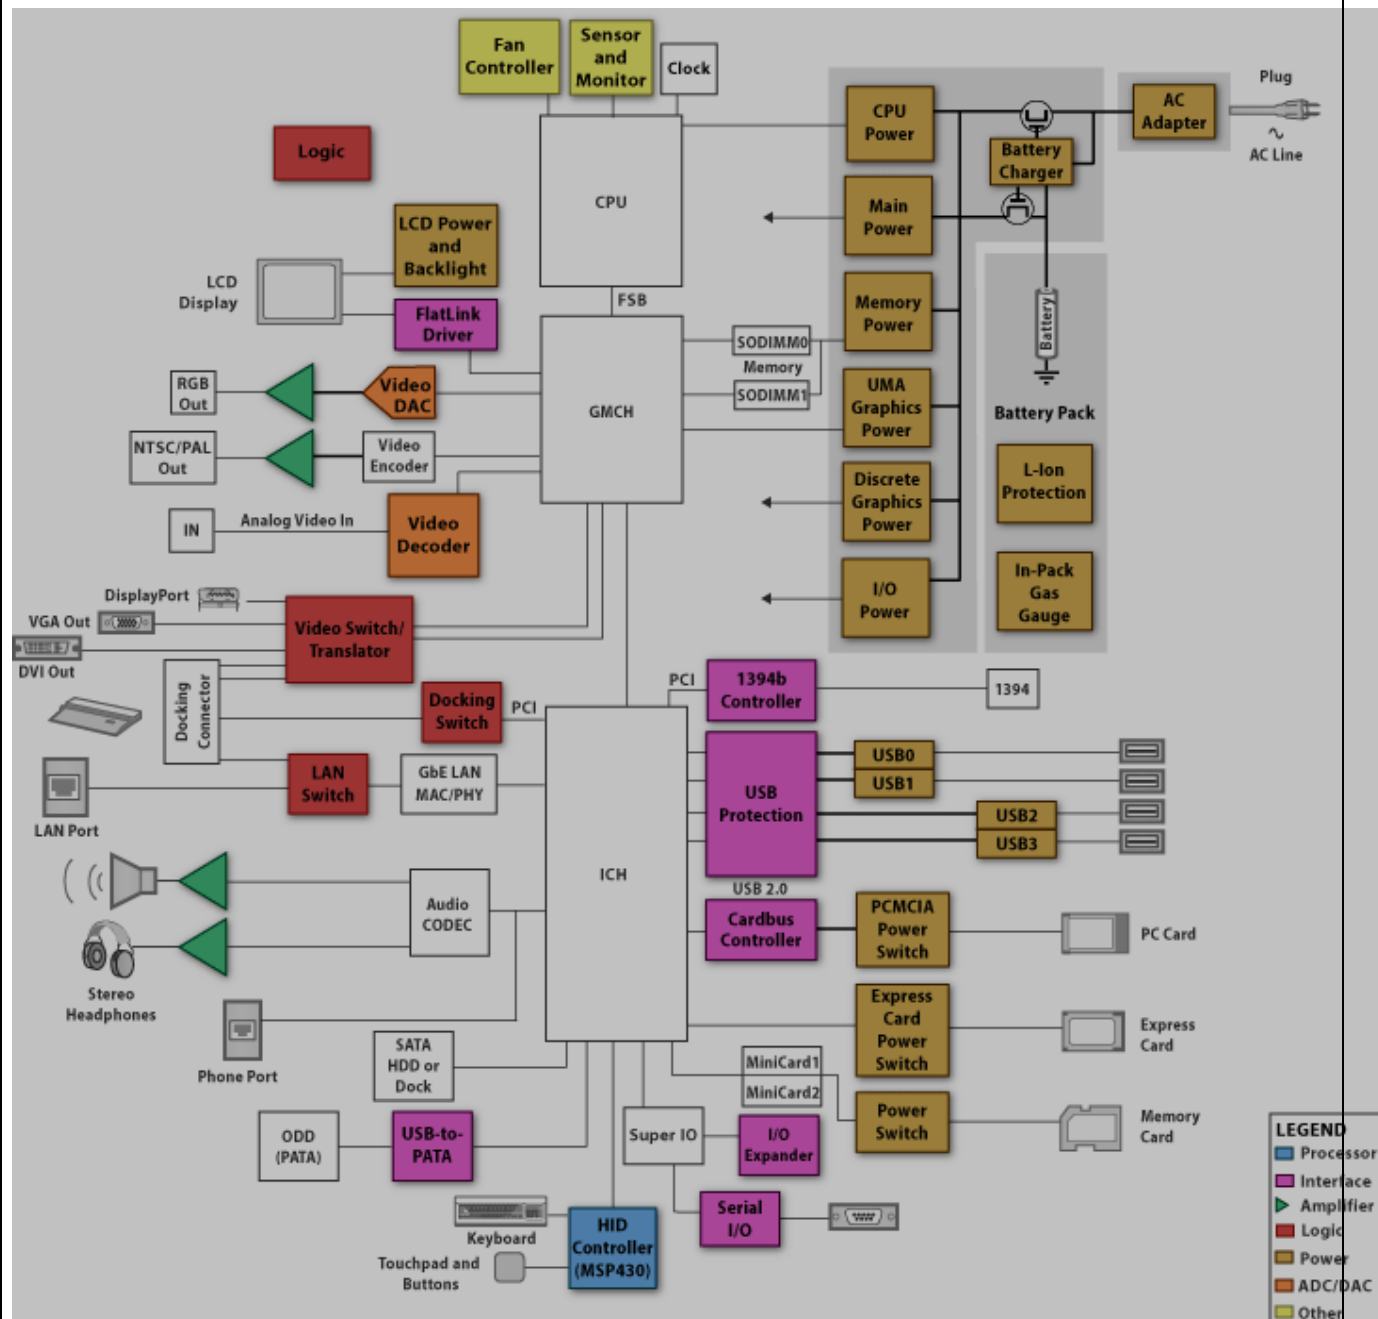 Fan
Controller
Sensor
and
Monitor
Clock
Plug
AC
Adapter
AC Line
CPU
Power
Battery
Charger
Logic
CPU
Main
Power
LCD Power
and
Backlight
LCD
Display
FlatLink
Driver
FSB
Memory
Power
Battery
SODIMM0
Memory
SODIMM1
RGB
Out
Video
DAC
GMCH
UMA
Graphics
Power
Battery Pack
NTSC/PAL
Out
Video
Encoder
L-Ion
Protection
Discrete
Graphics
Power
IN
Analog Video In
Video
Decoder
In-Pack
Gas
Gauge
I/O
Power
DisplayPort
VGA Out
DVI Out
Video Switch/
Translator
Docking
Connector
Docking
Switch
PCI
PCI
1394b
Controller
1394
LAN Port
LAN
Switch
GbE LAN
MAC/PHY
USB
Protection
USB0
USB1
USB2
USB3
USB 2.0
ICH
Audio
CODEC
Stereo
Headphones
Cardbus
Controller
PCMCIA
Power
Switch
PC Card
Phone Port
Express
Card
Power
Switch
Express
Card
SATA
HDD or
Dock
MiniCard1
MiniCard2
Power
Switch
Memory
Card
ODD
(PATA)
USB-to-
PATA
Super IO
I/O
Expander
Serial
I/O
Keyboard
HID
Controller
(MSP430)
Touchpad and
Buttons
LEGEND
Processor
Interface
Amplifier
Logic
Power
ADC/DAC
Other